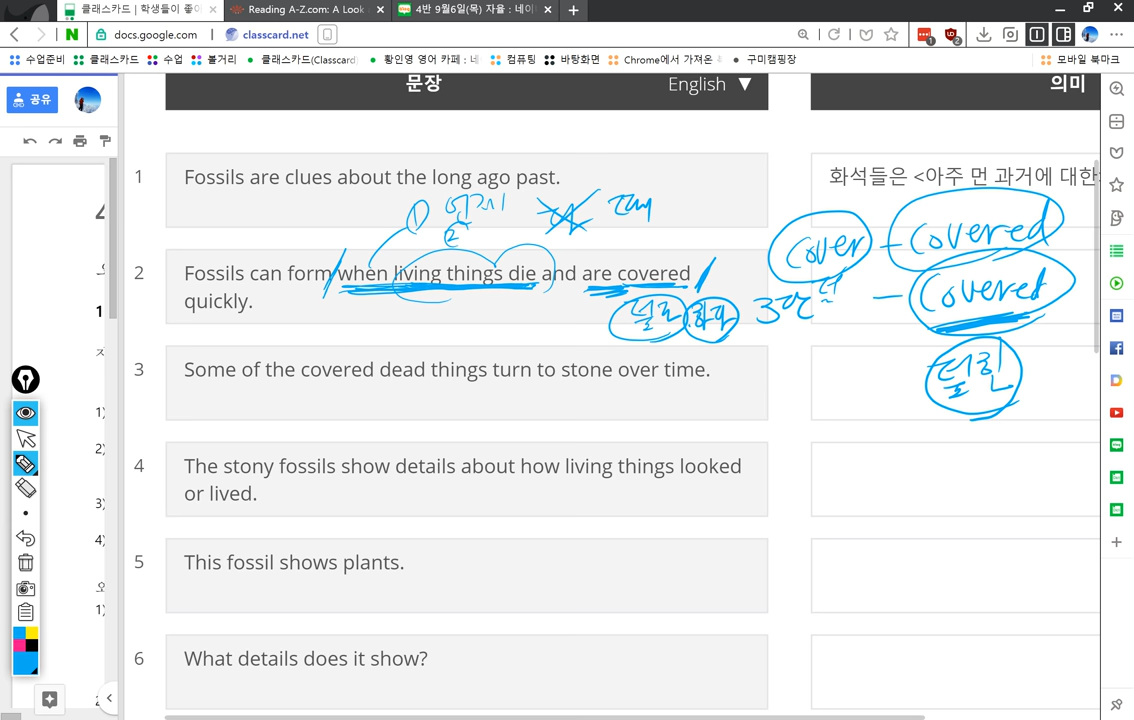 클래스카드 | 학생들이 좋아
Reading A-Z.com: A Look
4반 9월6일(목) 자율 : 네이
docs.google.com
classcard.net
수업준비 클래스카드 수업 볼거리 클래스카드(Classcard 황인영 영어 카페 : 네 컴퓨팅 바탕화면 Chrome에서 가져온 구미캠핑장 모바일 북마크
공유
문장
English ▼
의미
1
Fossils are clues about the long ago past.
화석들은 <아주 먼 과거에 대한
①
②
2
Fossils can form when living things die and are covered
quickly.
cover - covered
- covered
3단
3
Some of the covered dead things turn to stone over time.
4
The stony fossils show details about how living things looked
or lived.
5
This fossil shows plants.
6
What details does it show?
1)
2)
3)
4)
1)